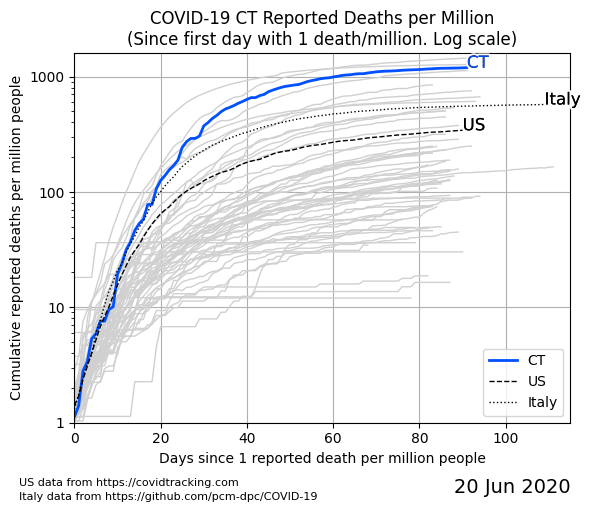 COVID-19 CT Reported Deaths per Million
(Since first day with 1 death/million. Log scale)
CT
Italy
US
1000
100
10
1
Cumulative reported deaths per million people
0 20 40 60 80 100
Days since 1 reported death per million people
CT
US
Italy
US data from https://covidtracking.com
Italy data from https://github.com/pcm-dpc/COVID-19
20 Jun 2020